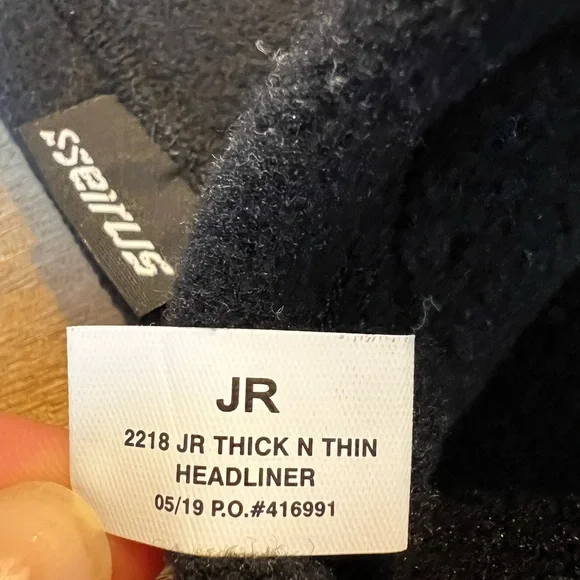 Seirus
JR
2218 JR THICK N THIN
HEADLINER
05/19 P.O.#416991